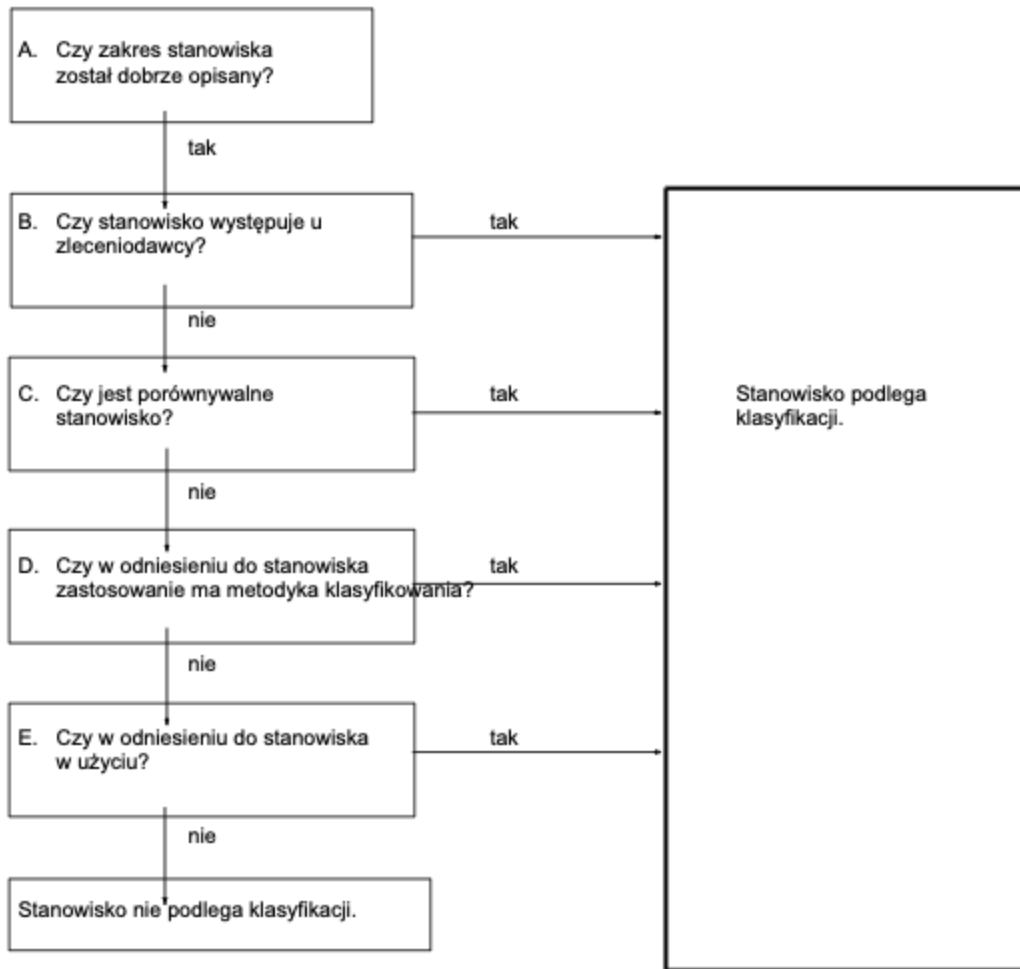 A. Czy zakres stanowiska
został dobrze opisany?
tak
B. Czy stanowisko występuje u
zleceniodawcy?
tak
nie
C. Czy jest porównywalne
stanowisko?
tak
Stanowisko podlega
klasyfikacji.
nie
D. Czy w odniesieniu do stanowiska
zastosowanie ma metodyka klasyfikowania?
tak
nie
E. Czy w odniesieniu do stanowiska
w użyciu?
tak
nie
Stanowisko nie podlega klasyfikacji.